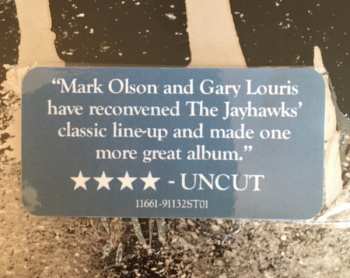 “Mark Olson and Gary Louris
have reconvened The Jayhawks’
classic line-up and made one
more great album.”
★★★★ - UNCUT
11661-91132ST01